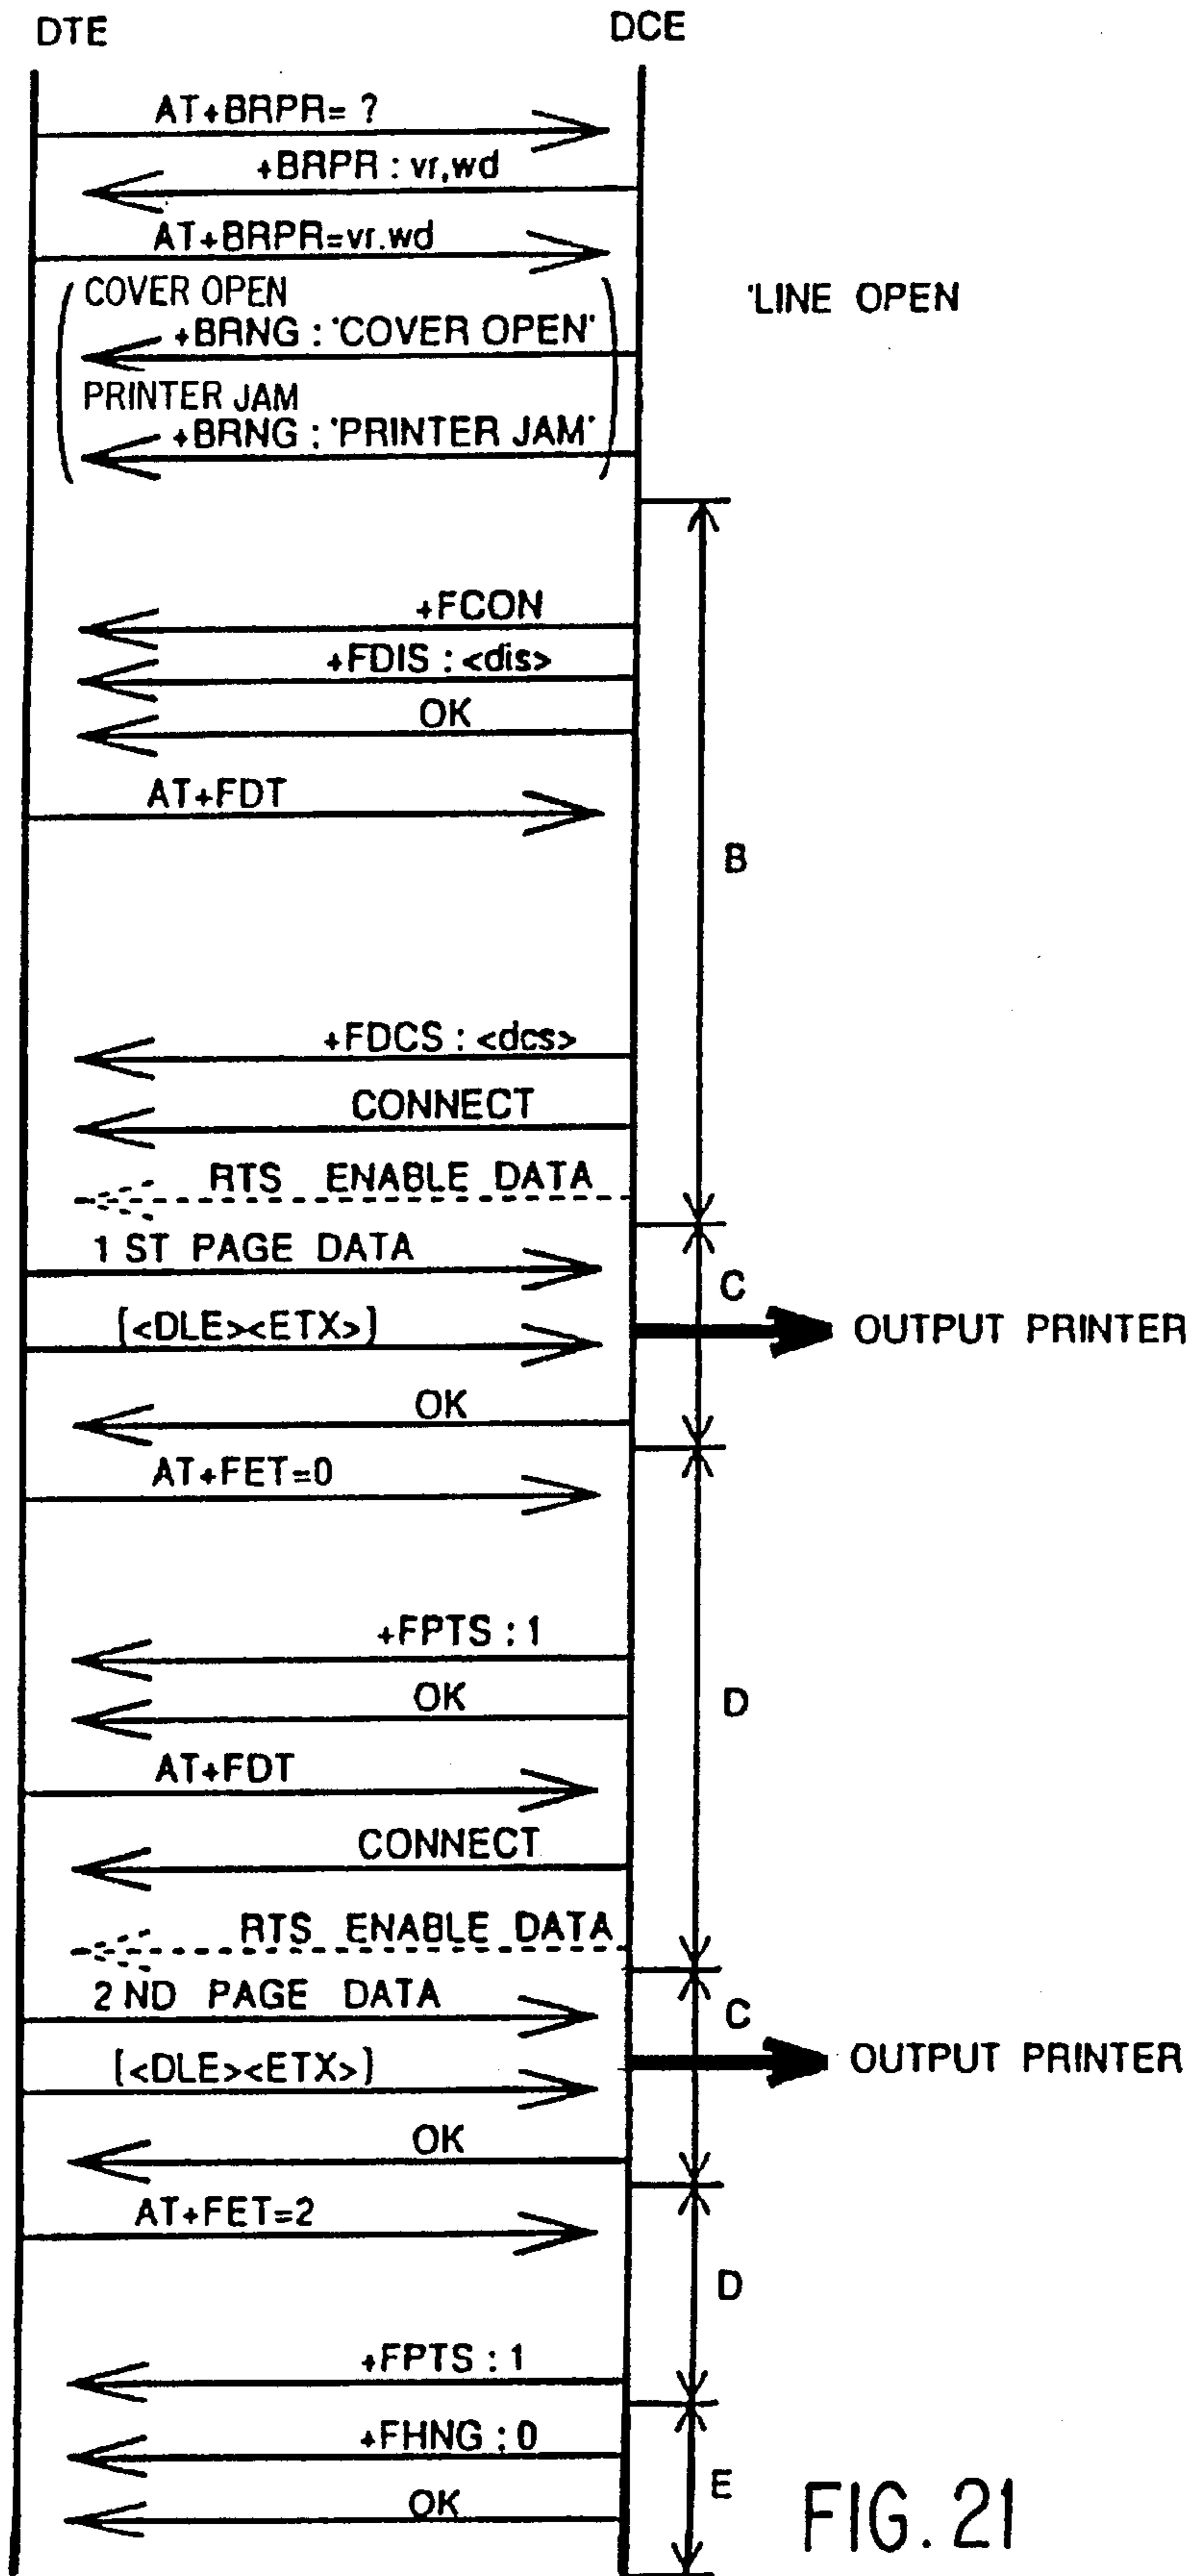 DTE DCE
AT+BRPR= ?
+BRPR : vr,wd
AT+BRPR=vr.wd
COVER OPEN
'LINE OPEN
+BRNG : 'COVER OPEN'
PRINTER JAM
+BRNG : 'PRINTER JAM'
+FCON
+FDIS : <dis>
OK
AT+FDT
B
+FDCS : <dcs>
CONNECT
RTS ENABLE DATA
1 ST PAGE DATA
C
[<DLE><ETX>]
OUTPUT PRINTER
OK
AT+FET=0
+FPTS : 1
OK
D
AT+FDT
CONNECT
RTS ENABLE DATA
2 ND PAGE DATA
C
[<DLE><ETX>]
OUTPUT PRINTER
OK
AT+FET=2
D
+FPTS : 1
+FHNG : 0
E
OK
FIG. 21